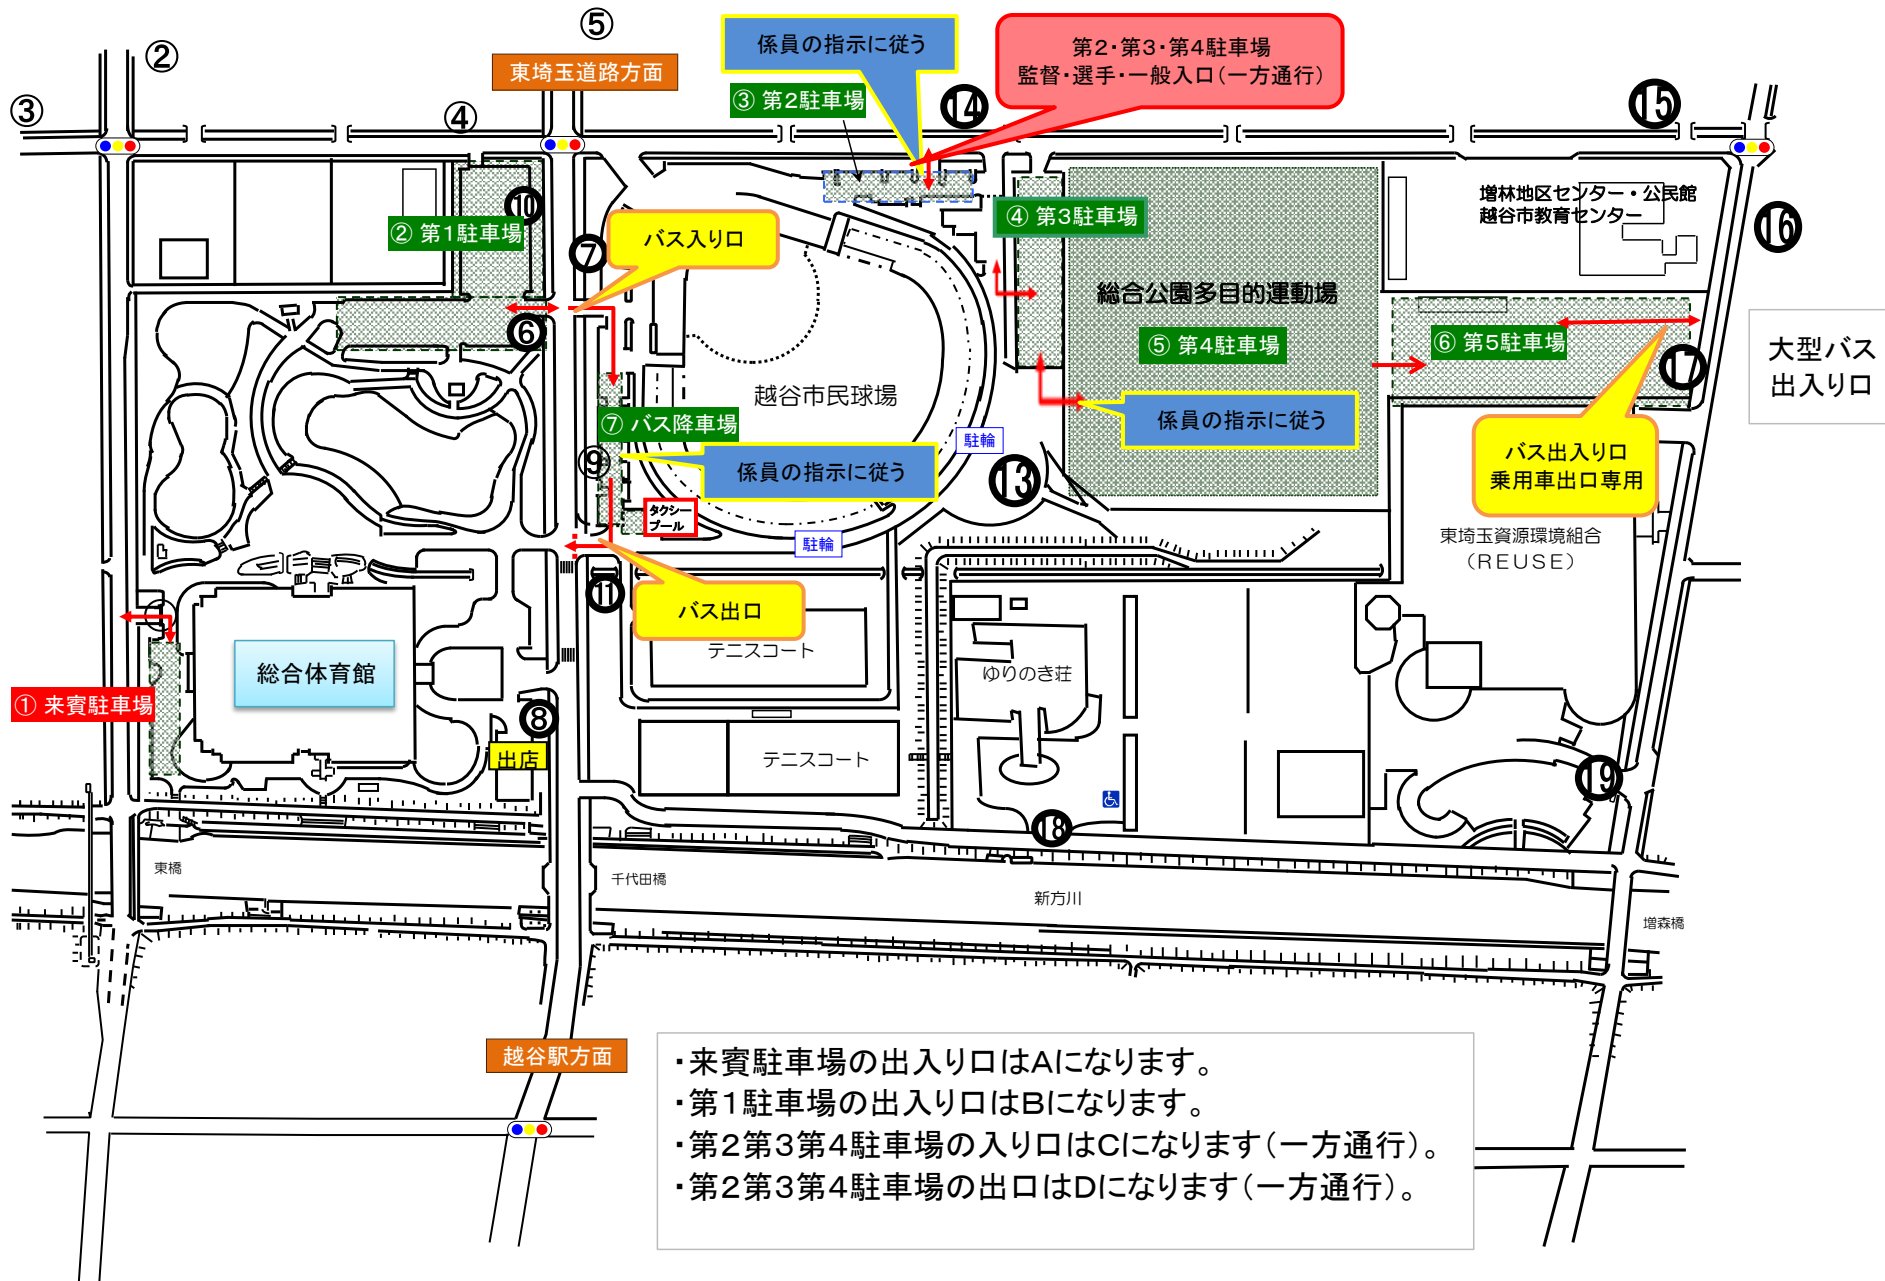 ⑤
②
係員の指示に従う
第2・第3・第4駐車場
監督・選手・一般入口(一方通行)
東埼玉道路方面
③
④
③ 第2駐車場
⑭
⑮
⑩
② 第1駐車場
⑦
バス入り口
④ 第3駐車場
増林地区センター・公民館
越谷市教育センター
⑯
総合公園多目的運動場
⑥
⑤ 第4駐車場
⑥ 第5駐車場
⑰
大型バス
出入り口
越谷市民球場
⑦ バス降車場
係員の指示に従う
駐輪
⑨
係員の指示に従う
⑬
バス出入り口
乗用車出口専用
タクシー
プール
駐輪
東埼玉資源環境組合
(REUSE)
⑪
バス出口
テニスコート
総合体育館
ゆりのき荘
① 来賓駐車場
⑧
出店
テニスコート
⑲
⑱
東橋
千代田橋
新方川
増森橋
越谷駅方面
・来賓駐車場の出入り口はAになります。
・第1駐車場の出入り口はBになります。
・第2第3第4駐車場の入り口はCになります(一方通行)。
・第2第3第4駐車場の出口はDになります(一方通行)。